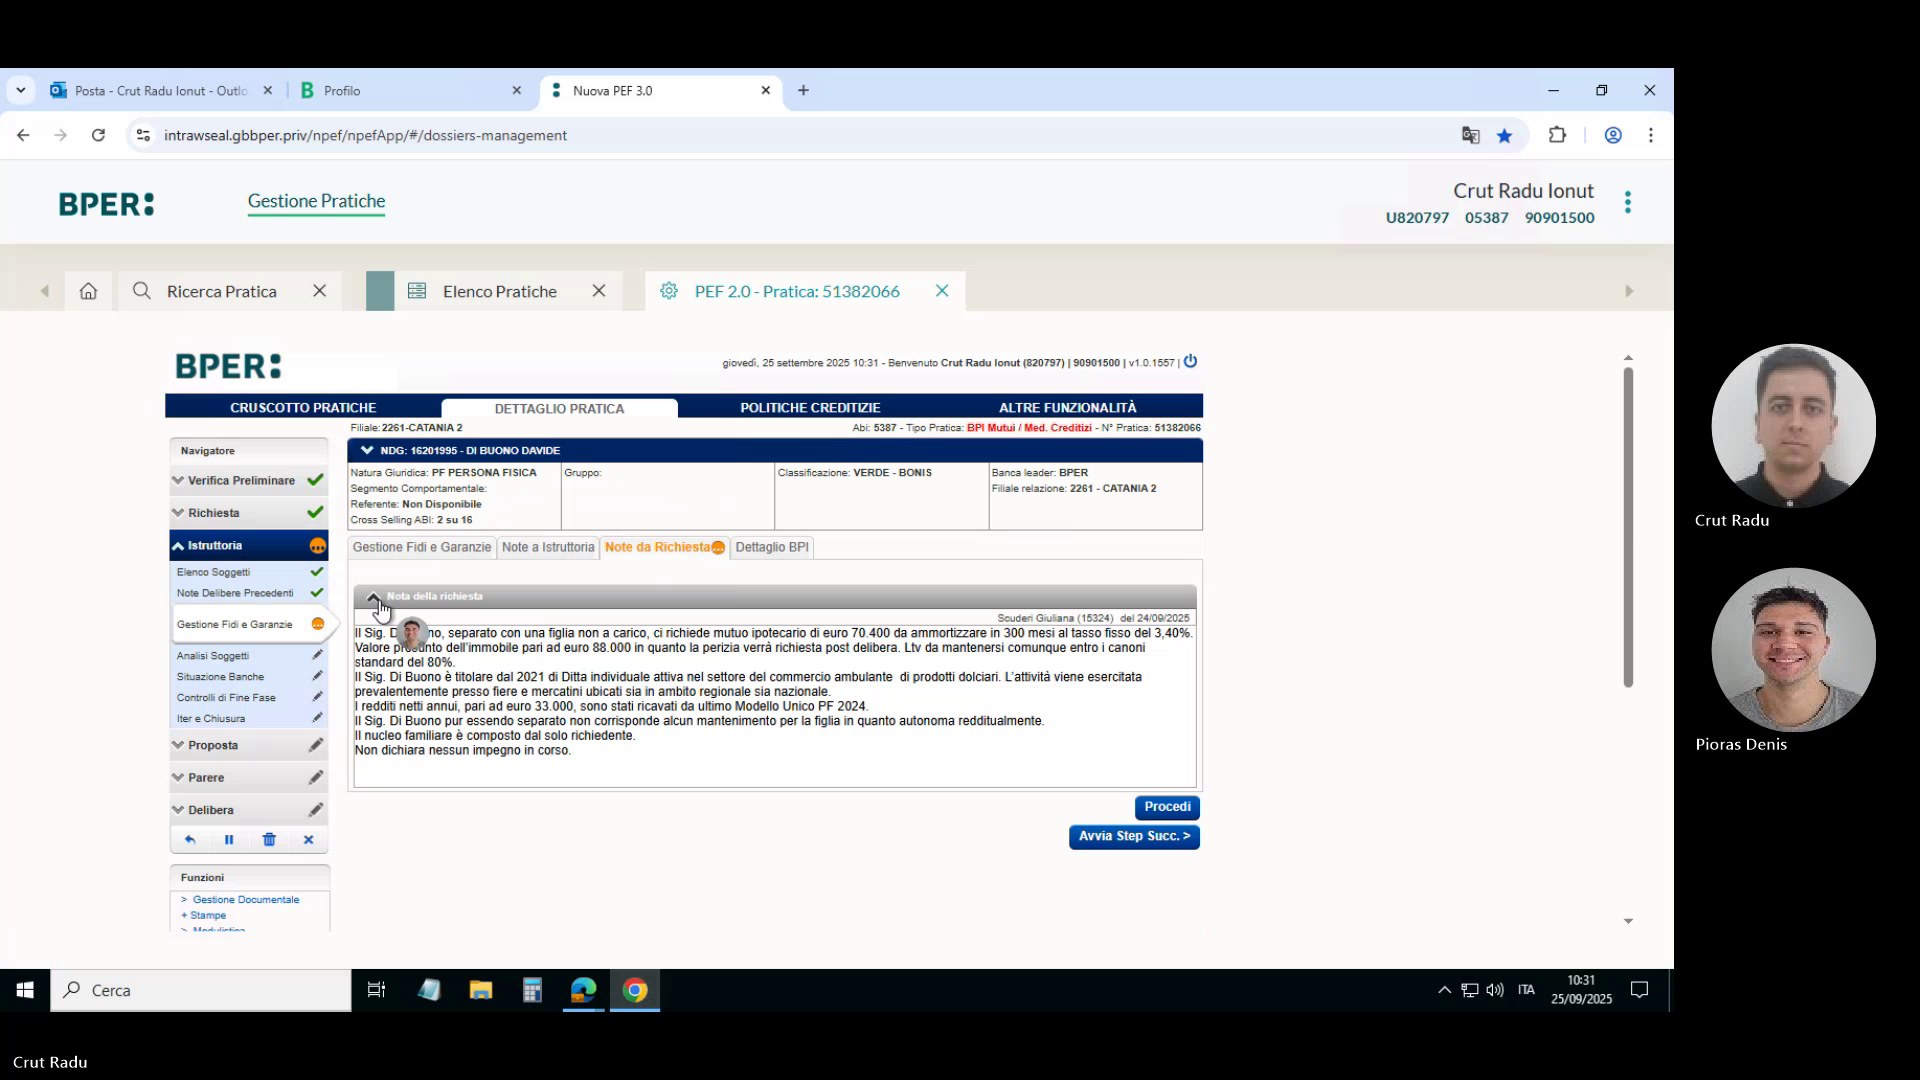 Posta - Crut Radu Ionut - Outlo
Profilo
Nuova PEF 3.0
intrawseal.gbbper.priv/npef/npefApp/#/dossiers-management
BPER:
Gestione Pratiche
Crut Radu Ionut
U820797 05387 90901500
Ricerca Pratica
Elenco Pratiche
PEF 2.0 - Pratica: 51382066
BPER:
giovedì, 25 settembre 2025 10:31 - Benvenuto Crut Radu Ionut (820797) | 90901500 | v1.0.1557 |
CRUSCOTTO PRATICHE
DETTAGLIO PRATICA
POLITICHE CREDITIZIE
ALTRE FUNZIONALITÀ
Filiale: 2261-CATANIA 2
Abi: 5387 - Tipo Pratica: BPI Mutui / Med. Creditizi - N° Pratica: 51382066
Navigatore
Verifica Preliminare
Richiesta
Istruttoria
Elenco Soggetti
Note Delibere Precedenti
Gestione Fidi e Garanzie
Analisi Soggetti
Situazione Banche
Controlli di Fine Fase
Iter e Chiusura
Proposta
Parere
Delibera
Funzioni
> Gestione Documentale
+ Stampe
> Modulistica
NDG: 16201995 - DI BUONO DAVIDE
Natura Giuridica: PF PERSONA FISICA
Segmento Comportamentale:
Referente: Non Disponibile
Cross Selling ABI: 2 su 16
Gruppo:
Classificazione: VERDE - BONIS
Banca leader: BPER
Filiale relazione: 2261 - CATANIA 2
Gestione Fidi e Garanzie
Note a Istruttoria
Note da Richiesta
Dettaglio BPI
Nota della richiesta
Scuderi Giuliana (15324) del 24/09/2025
Il Sig. D no, separato con una figlia non a carico, ci richiede mutuo ipotecario di euro 70.400 da ammortizzare in 300 mesi al tasso fisso del 3,40%.
Valore presunto dell'immobile pari ad euro 88.000 in quanto la perizia verrà richiesta post delibera. Ltv da mantenersi comunque entro i canoni
standard del 80%.
Il Sig. Di Buono è titolare dal 2021 di Ditta individuale attiva nel settore del commercio ambulante di prodotti dolciari. L'attività viene esercitata
prevalentemente presso fiere e mercatini ubicati sia in ambito regionale sia nazionale.
I redditi netti annui, pari ad euro 33.000, sono stati ricavati da ultimo Modello Unico PF 2024.
Il Sig. Di Buono pur essendo separato non corrisponde alcun mantenimento per la figlia in quanto autonoma redditualmente.
Il nucleo familiare è composto dal solo richiedente.
Non dichiara nessun impegno in corso.
Procedi
Avvia Step Succ. >
Crut Radu
Pioras Denis
Cerca
ITA
10:31
25/09/2025
Crut Radu